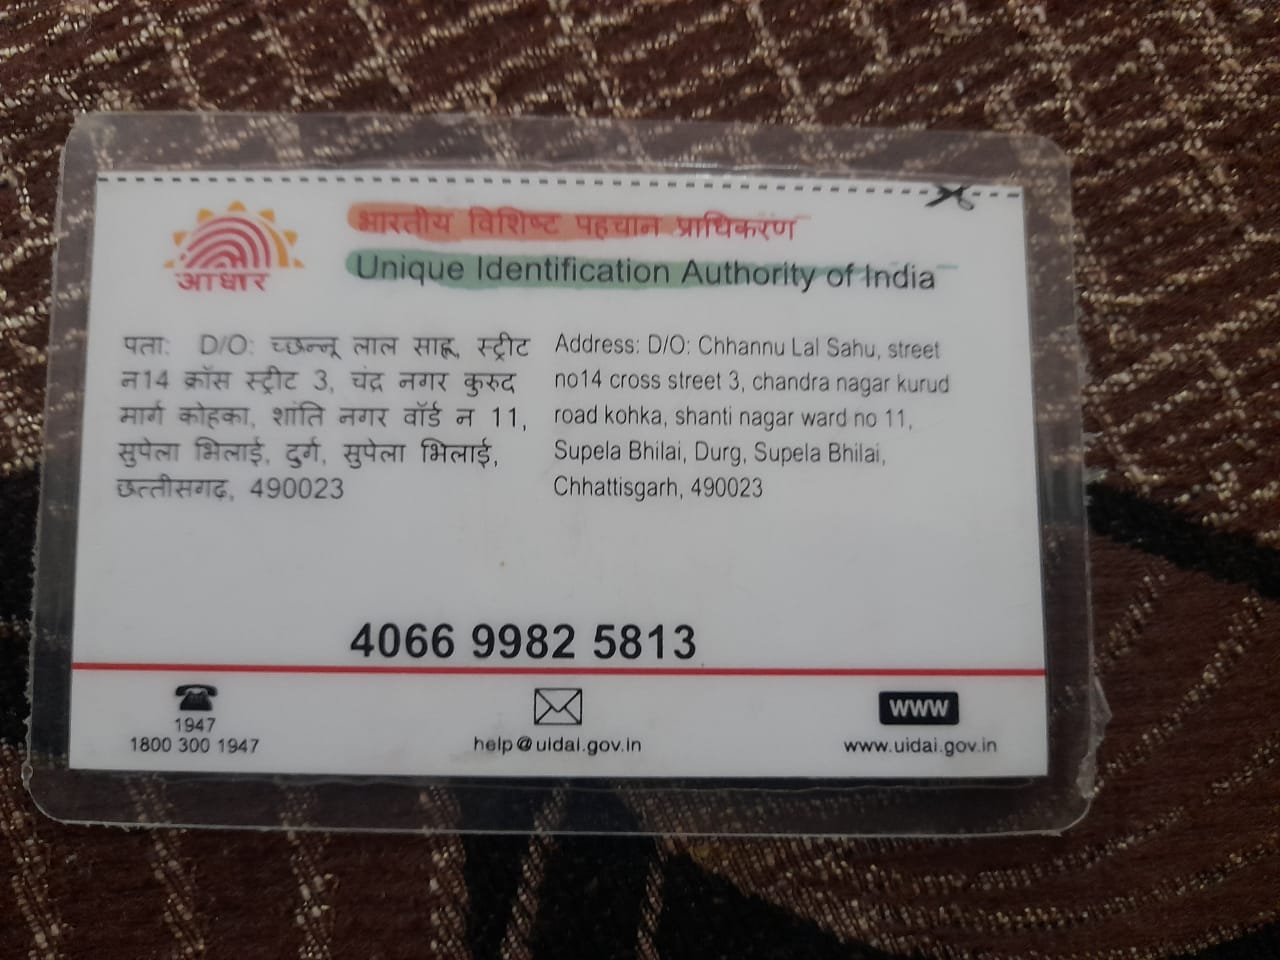 भारतीय विशिष्ट पहचान प्राधिकरण
Unique Identification Authority of India
आधार
पता: D/O: च्छन्नू लाल साहू, स्ट्रीट
न14 क्रॉस स्ट्रीट 3, चंद्र नगर कुरुद
मार्ग कोहका, शांति नगर वॉर्ड न 11,
सुपेला भिलाई, दुर्ग, सुपेला भिलाई,
छत्तीसगढ़, 490023
Address: D/O: Chhannu Lal Sahu, street
no14 cross street 3, chandra nagar kurud
road kohka, shanti nagar ward no 11,
Supela Bhilai, Durg, Supela Bhilai,
Chhattisgarh, 490023
4066 9982 5813
1947
1800 300 1947
help@uidai.gov.in
WWW
www.uidai.gov.in